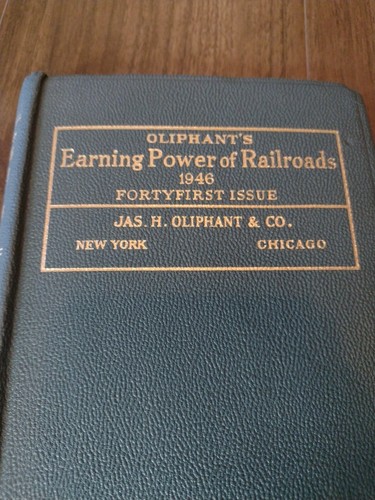 OLIPHANT'S
Earning Power of Railroads
1946
FORTYFIRST ISSUE
JAS. H. OLIPHANT & CO.
NEW YORK CHICAGO